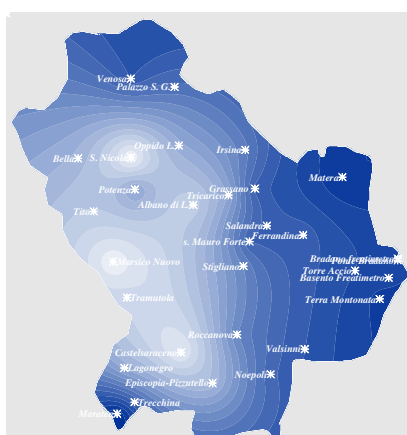 Venosa
Palazzo S. G.
Oppido L.
Irsina
Bella
S. Nicola
Matera
Potenza
Grassano
Tricarico
Albano di L.
Tito
Salandra
Ferrandina
s. Mauro Forte
Marsico Nuovo
Stigliano
Torre Accio
Basento Freatimetro
Tramutola
Terra Montonata
Roccanova
Valsinni
Castelsaraceno
Lagonegro
Noepoli
Episcopia-Pizzutello
Trecchina
Maratea